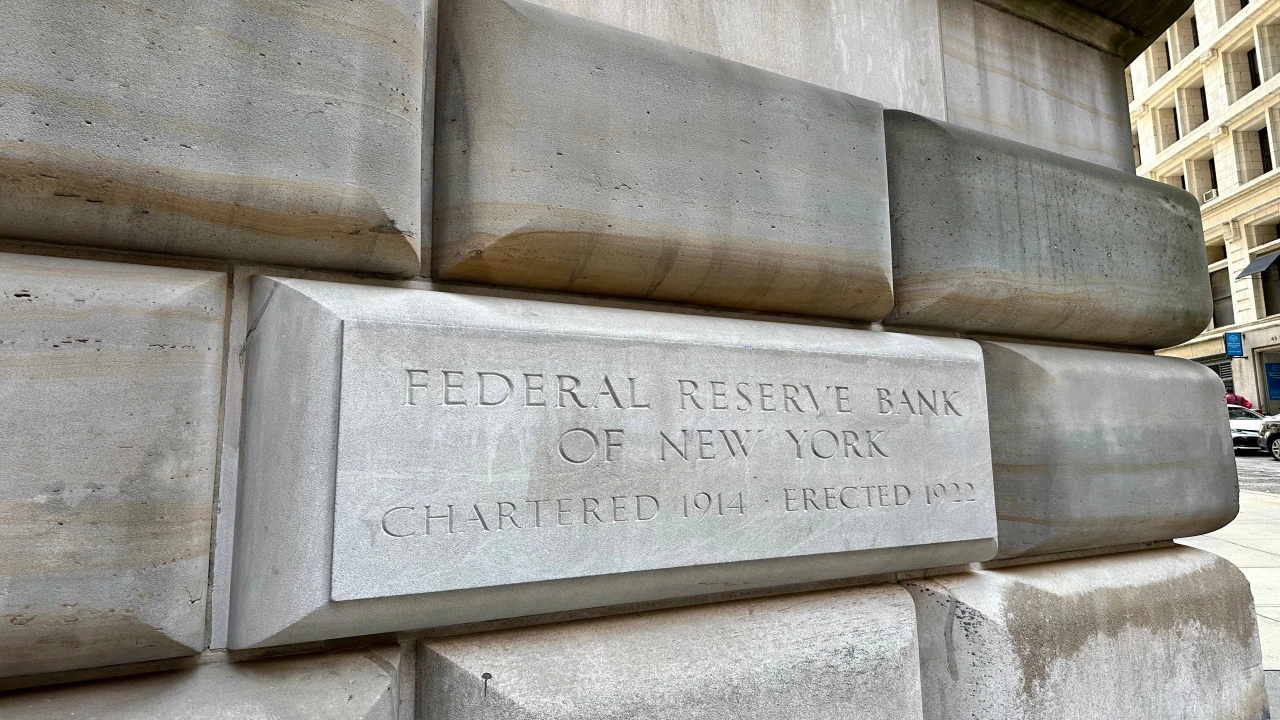 FEDERAL RESERVE BANK
OF NEW YORK
CHARTERED 1914 · ERECTED 1922